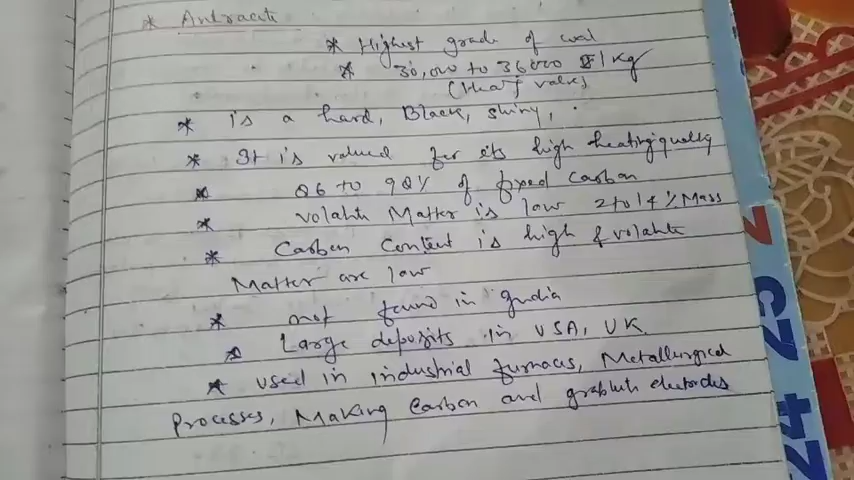 * Antracite
* Highest grade of coal
* 30,000 to 36000 J/kg
(Heat value)
* is a hard, Black, shiny,
* It is valued for its high heating quality
* 86 to 98% of fixed Carbon
* volatile Matter is low 2 to 14% Mass
* Carbon Content is high & volatile
Matter are low
* not found in India
* Large deposits in USA, UK
* used in industrial furnaces, Metallurgical
Processes, Making Carbon and graphite electrodes